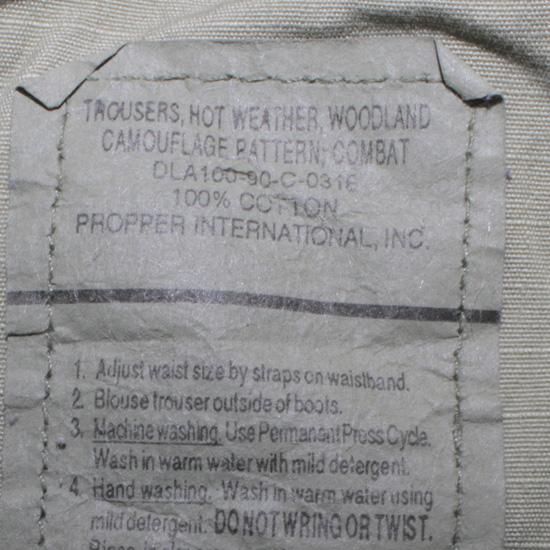 TROUSERS, HOT WEATHER, WOODLAND
CAMOUFLAGE PATTERN, COMBAT
DLA100-90-C-0316
100% COTTON
PROPPER INTERNATIONAL, INC.
1. Adjust waist size by straps on waistband.
2. Blouse trouser outside of boots.
3. Machine washing. Use Permanent Press Cycle.
Wash in warm water with mild detergent.
4. Hand washing. Wash in warm water using
mild detergent. DO NOT WRING OR TWIST.